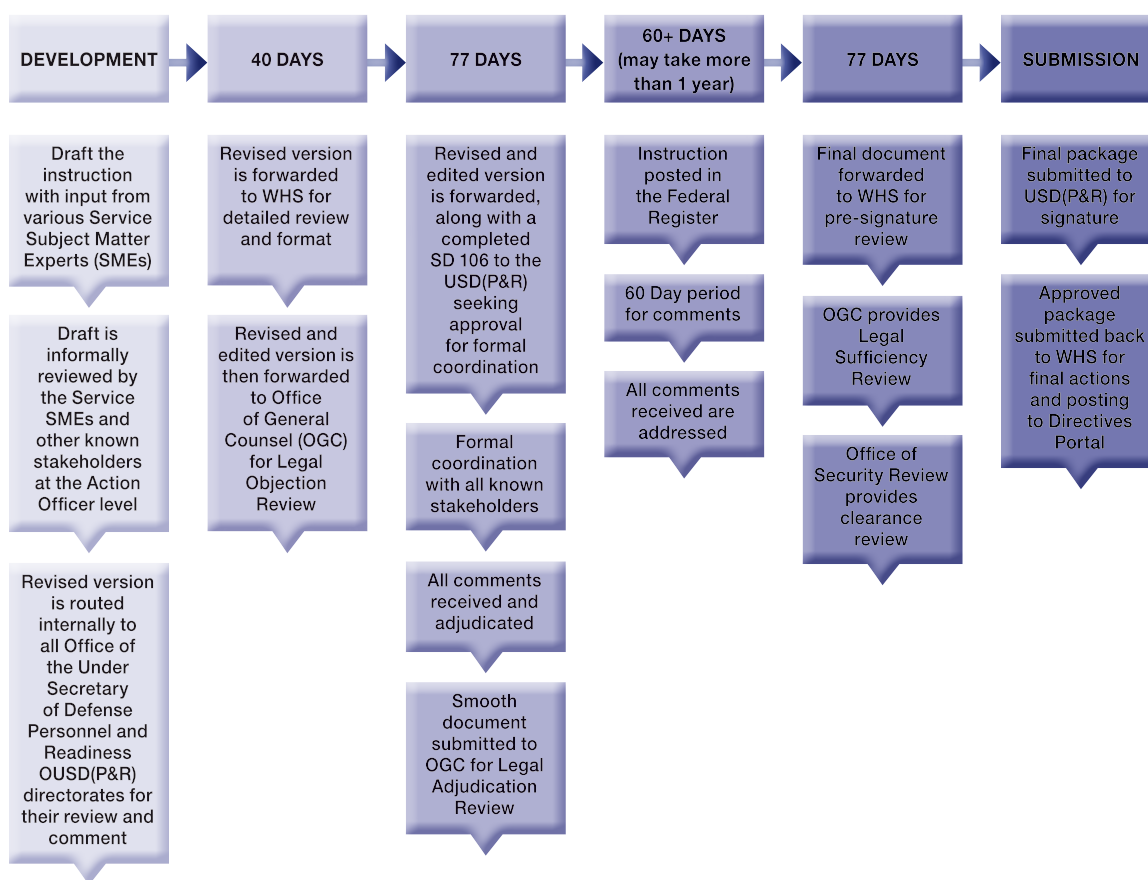 DEVELOPMENT
40 DAYS
77 DAYS
60+ DAYS
(may take more
than 1 year)
77 DAYS
SUBMISSION
Draft the
instruction
with input from
various Service
Subject Matter
Experts (SMEs)
Draft is
informally
reviewed by
the Service
SMEs and
other known
stakeholders
at the Action
Officer level
Revised version
is routed
internally to
all Office of
the Under
Secretary
of Defense
Personnel and
Readiness
OUSD(P&R)
directorates for
their review and
comment
Revised version
is forwarded
to WHS for
detailed review
and format
Revised and
edited version is
then forwarded
to Office
of General
Counsel (OGC)
for Legal
Objection
Review
Revised and
edited version
is forwarded,
along with a
completed
SD 106 to the
USD(P&R)
seeking
approval
for formal
coordination
Formal
coordination
with all known
stakeholders
All comments
received and
adjudicated
Smooth
document
submitted to
OGC for Legal
Adjudication
Review
Instruction
posted in
the Federal
Register
60 Day period
for comments
All comments
received are
addressed
Final document
forwarded
to WHS for
pre-signature
review
OGC provides
Legal
Sufficiency
Review
Office of
Security Review
provides
clearance
review
Final package
submitted to
USD(P&R) for
signature
Approved
package
submitted back
to WHS for
final actions
and posting
to Directives
Portal